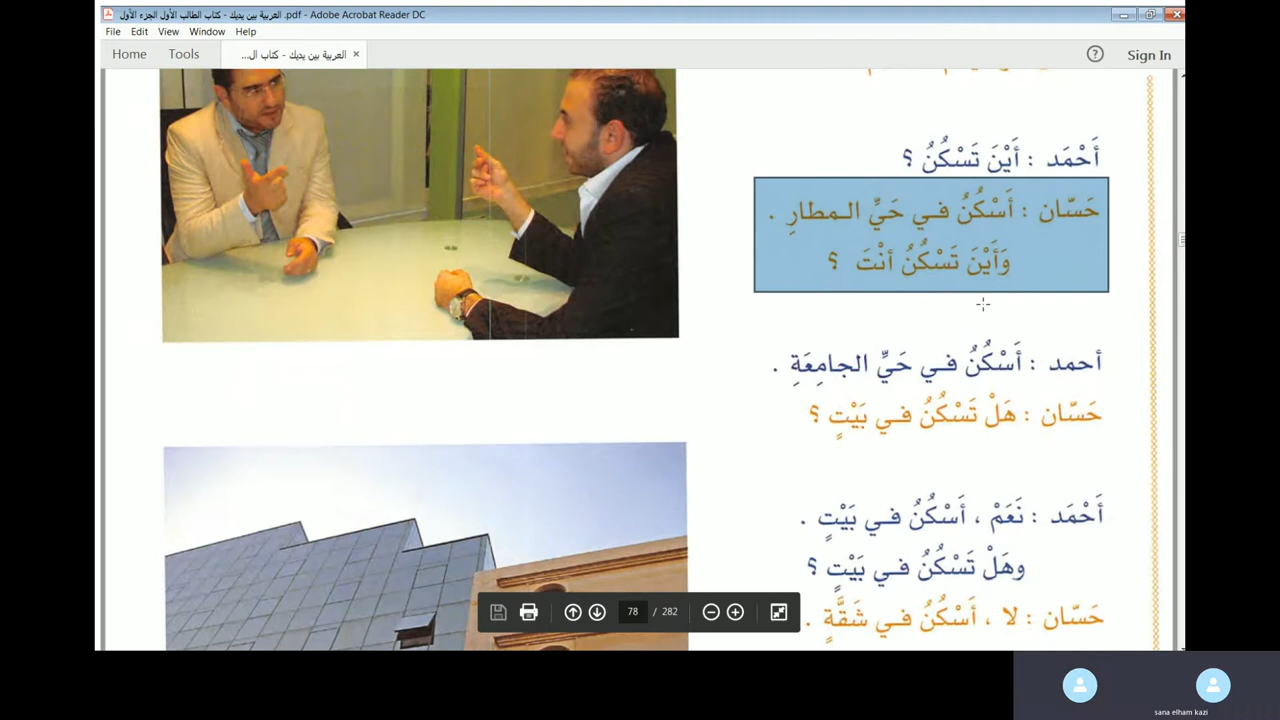 العربية بين يديك - كتاب الطالب الأول الجزء الأول.pdf - Adobe Acrobat Reader DC
File Edit View Window Help
Home Tools العربية بين يديك - كتاب ال... × ? Sign In
أَحْمَد : أَيْنَ تَسْكُنُ ؟
حَسّان : أَسْكُنُ فـي حَيِّ الـمطارِ .
وَأَيْنَ تَسْكُنُ أنْتَ ؟
أحمد : أَسْكُنُ فـي حَيِّ الجامِعَةِ .
حَسّان : هَلْ تَسْكُنُ فـي بَيْتٍ ؟
أَحْمَد : نَعَمْ ، أَسْكُنُ فـي بَيْتٍ .
وهَلْ تَسْكُنُ فـي بَيْتٍ ؟
حَسّان : لا ، أَسْكُنُ فـي شَقَّةٍ .
78 / 282
sana elham kazi